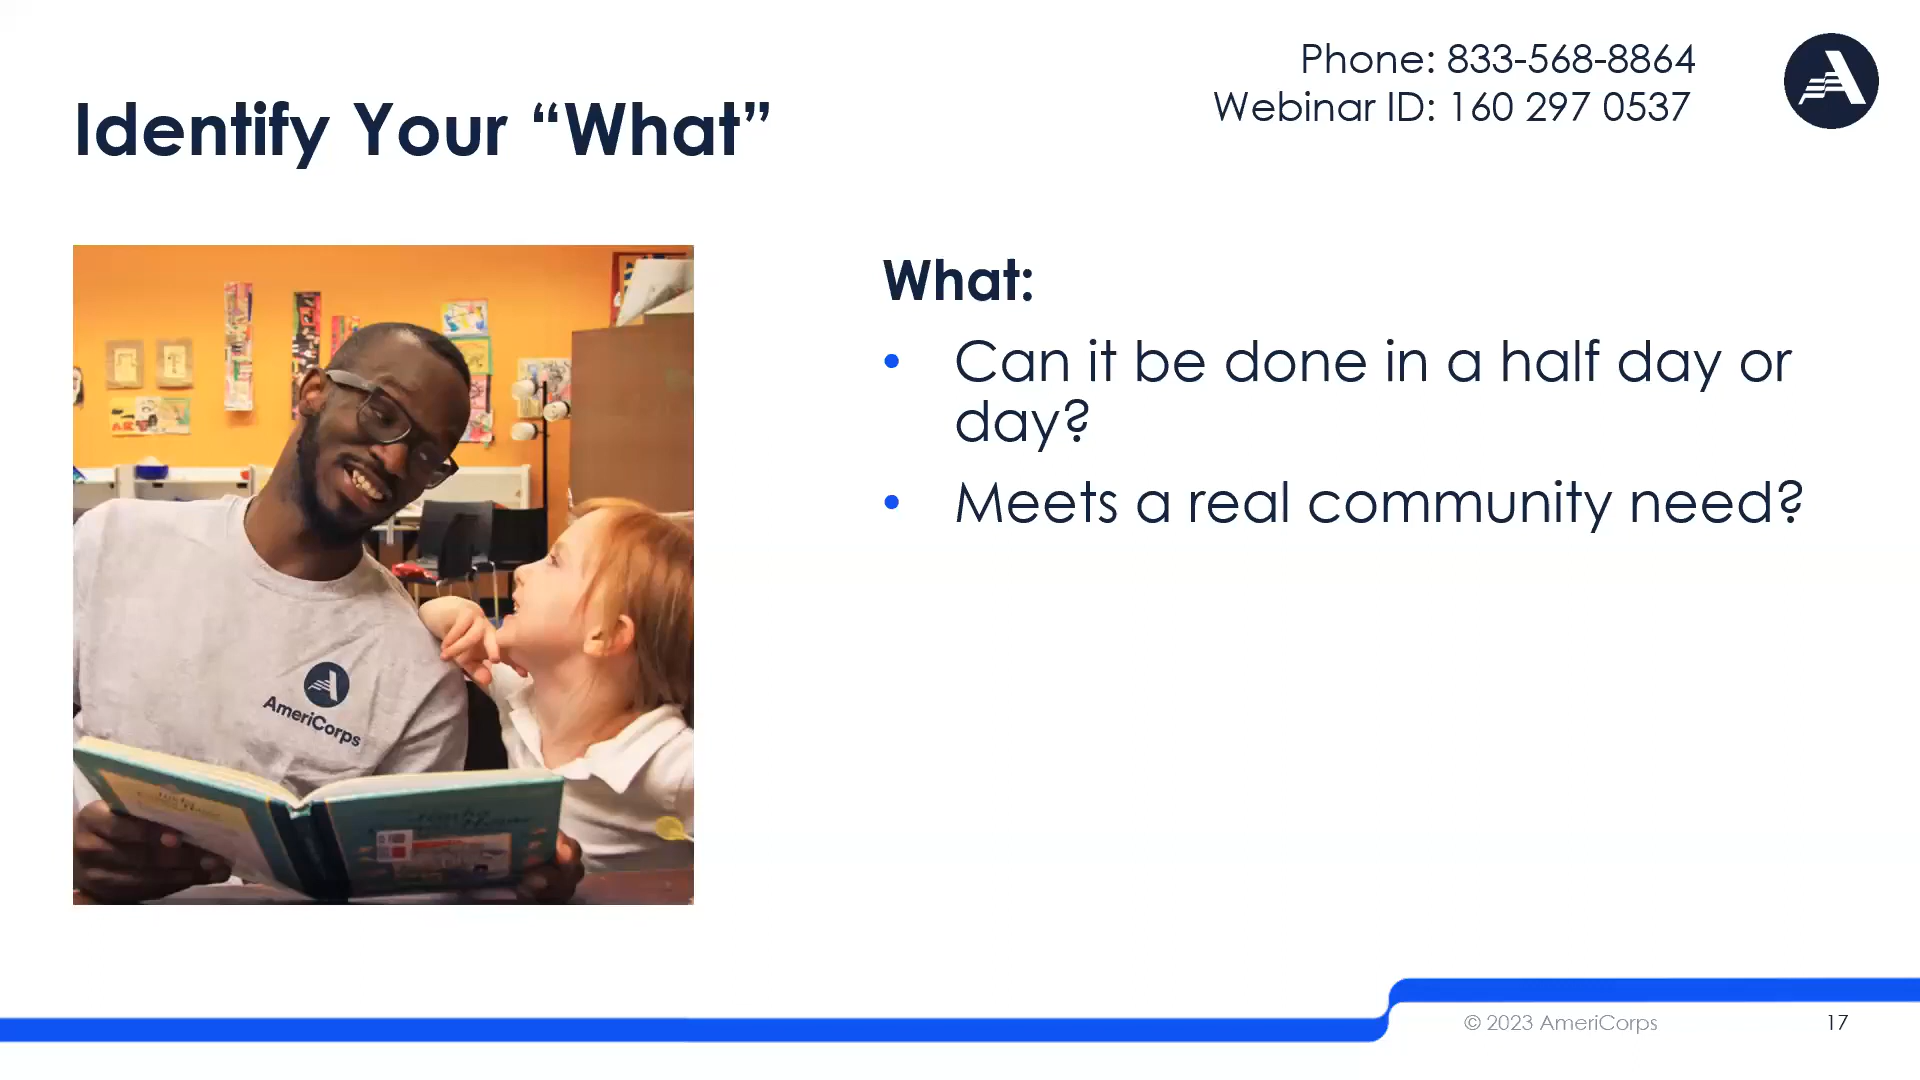 Phone: 833-568-8864
Webinar ID: 160 297 0537
Identify Your “What”
What:
• Can it be done in a half day or
day?
• Meets a real community need?
AmeriCorps
© 2023 AmeriCorps
17